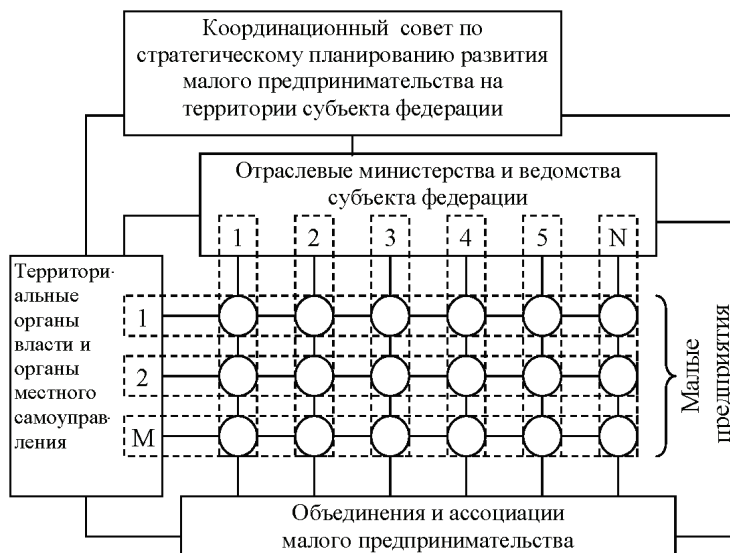 Координационный совет по
стратегическому планированию развития
малого предпринимательства на
территории субъекта федерации
Отраслевые министерства и ведомства
субъекта федерации
1 2 3 4 5 N
Территори-
альные
органы
власти и
органы
местного
самоуправ-
ления
1
2
М
Малые
предприятия
Объединения и ассоциации
малого предпринимательства